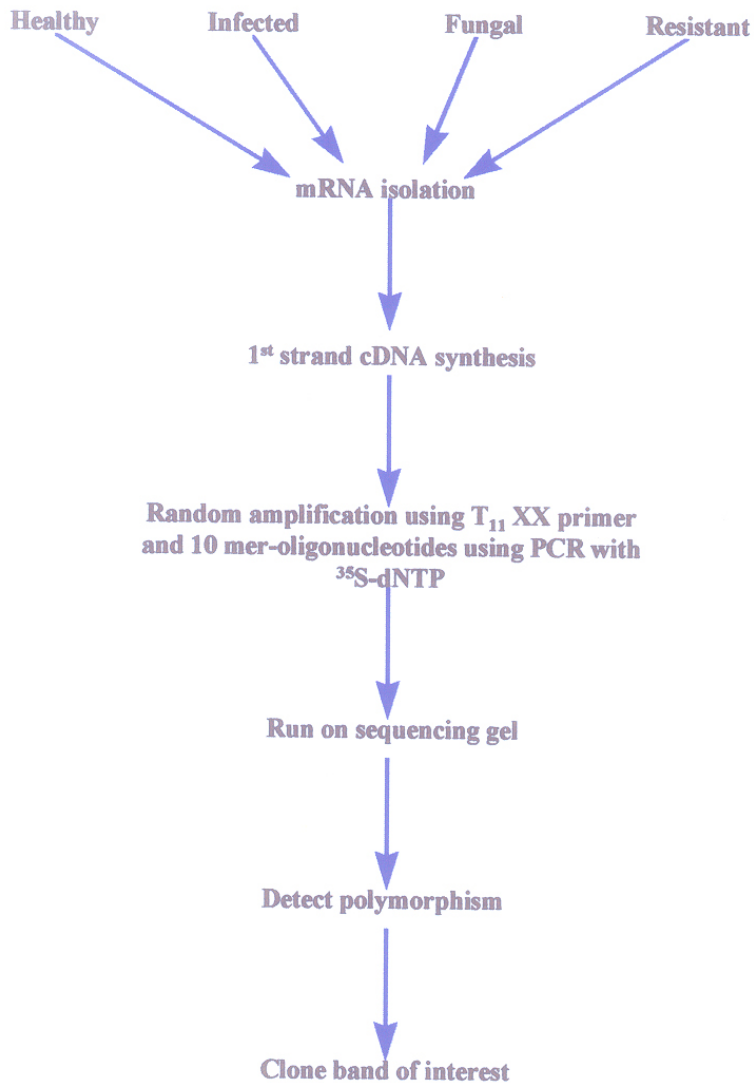 Healthy Infected Fungal Resistant
mRNA isolation
1st strand cDNA synthesis
Random amplification using T11 XX primer
and 10 mer-oligonucleotides using PCR with
35S-dNTP
Run on sequencing gel
Detect polymorphism
Clone band of interest